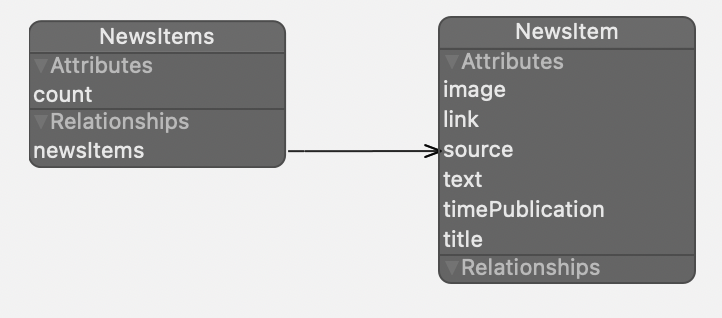 NewsItems
Attributes
count
Relationships
newsItems
NewsItem
Attributes
image
link
source
text
timePublication
title
Relationships